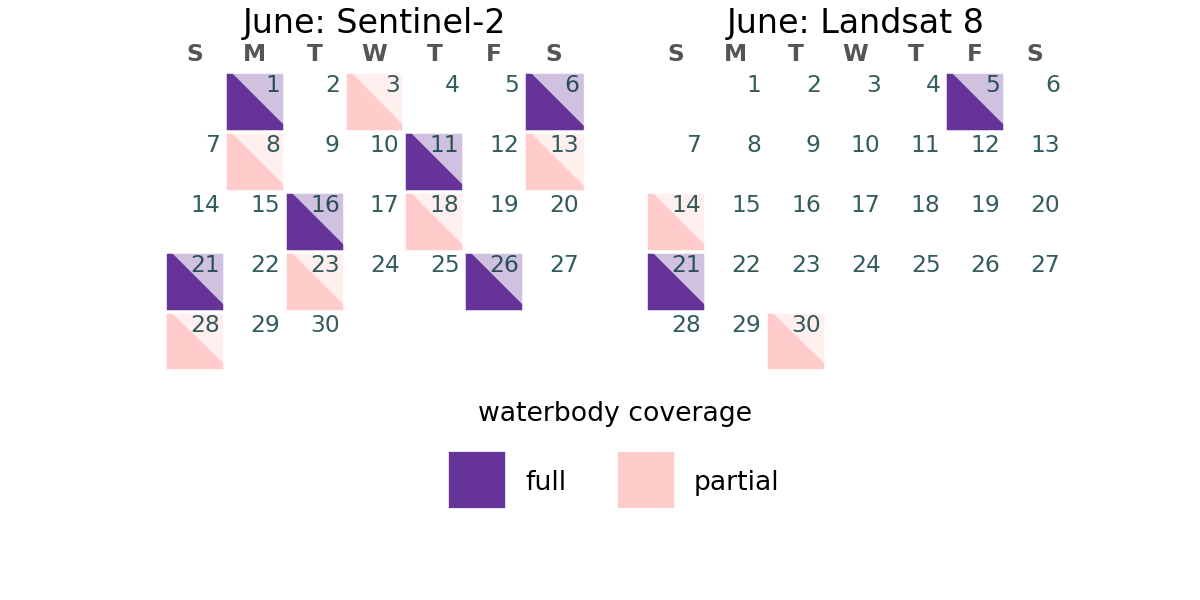 June: Sentinel-2
S M T W T F S
1 2 3 4 5 6
7 8 9 10 11 12 13
14 15 16 17 18 19 20
21 22 23 24 25 26 27
28 29 30
June: Landsat 8
S M T W T F S
1 2 3 4 5 6
7 8 9 10 11 12 13
14 15 16 17 18 19 20
21 22 23 24 25 26 27
28 29 30
waterbody coverage
full partial